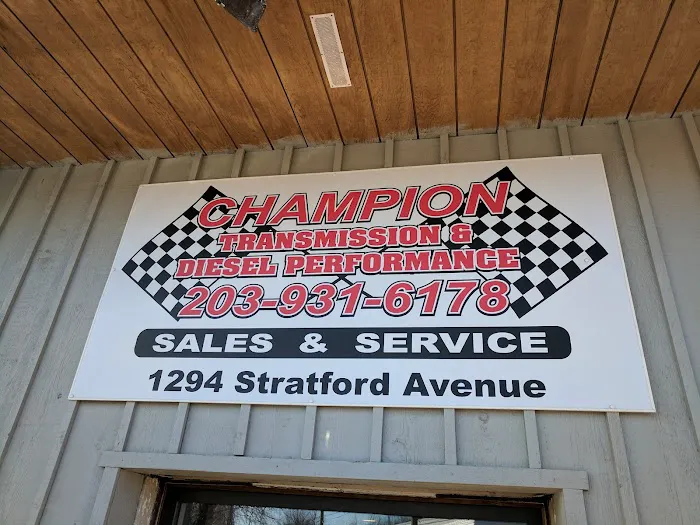 CHAMPION
TRANSMISSION &
DIESEL PERFORMANCE
203-931-6178
SALES & SERVICE
1294 Stratford Avenue